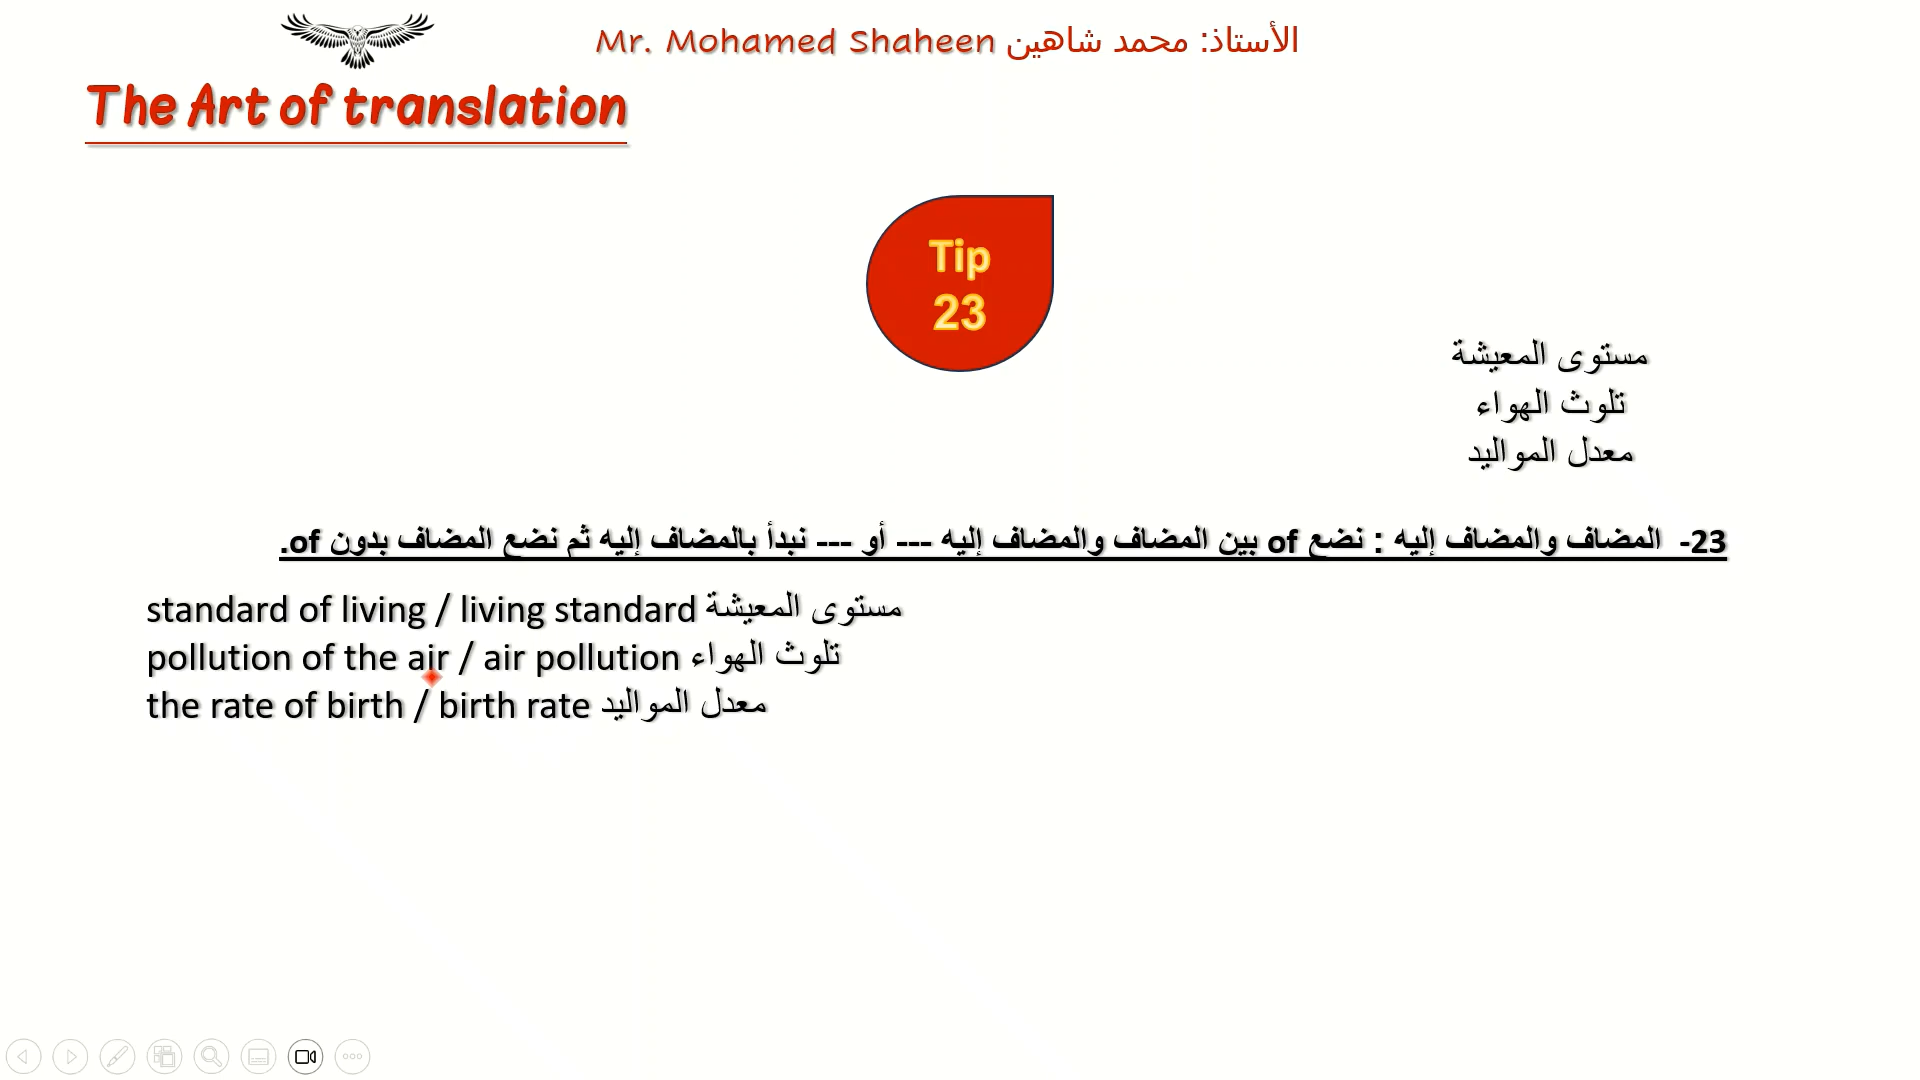 Mr. Mohamed Shaheen الأستاذ: محمد شاهين
The Art of translation
Tip
23
مستوى المعيشة
تلوث الهواء
معدل المواليد
23- المضاف والمضاف إليه : نضع of بين المضاف والمضاف إليه --- أو --- نبدأ بالمضاف إليه ثم نضع المضاف بدون of.
standard of living / living standard مستوى المعيشة
pollution of the air / air pollution تلوث الهواء
the rate of birth / birth rate معدل المواليد